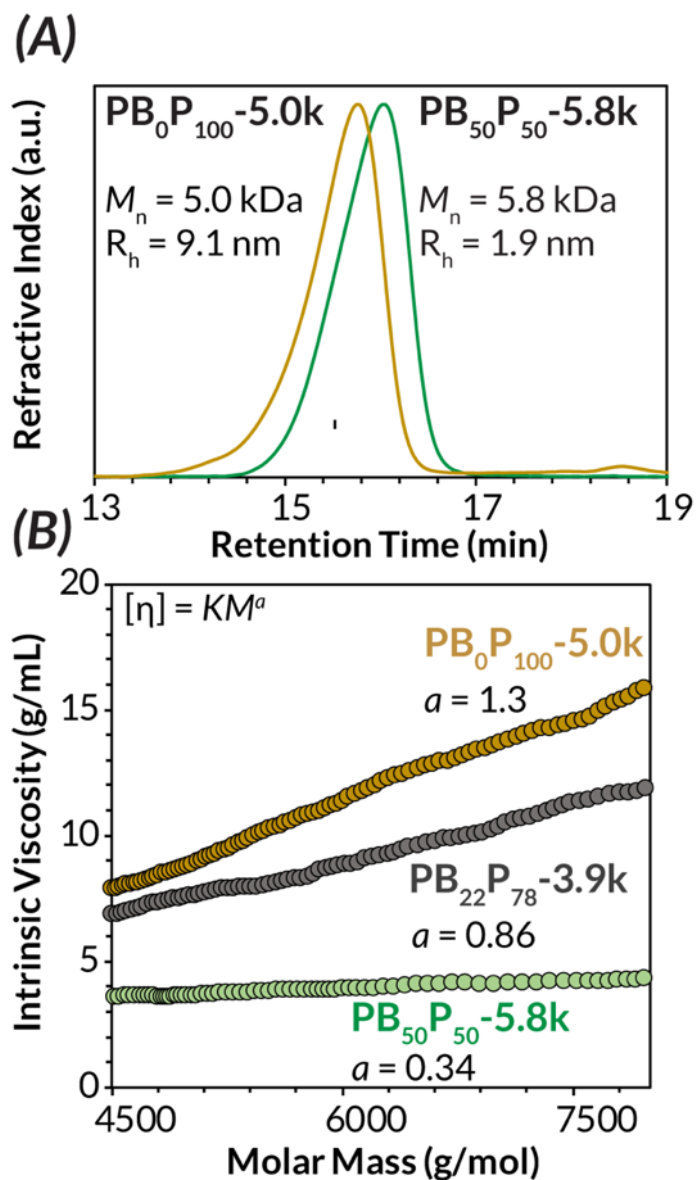 (A)
PB₀P₁₀₀-5.0k PB₅₀P₅₀-5.8k
Mₙ = 5.0 kDa Mₙ = 5.8 kDa
Rₕ = 9.1 nm Rₕ = 1.9 nm
Refractive Index (a.u.)
13 15 17 19
Retention Time (min)
(B)
[η] = KMᵃ
PB₀P₁₀₀-5.0k
a = 1.3
PB₂₂P₇₈-3.9k
a = 0.86
PB₅₀P₅₀-5.8k
a = 0.34
Intrinsic Viscosity (g/mL)
20
15
10
5
0
4500 6000 7500
Molar Mass (g/mol)